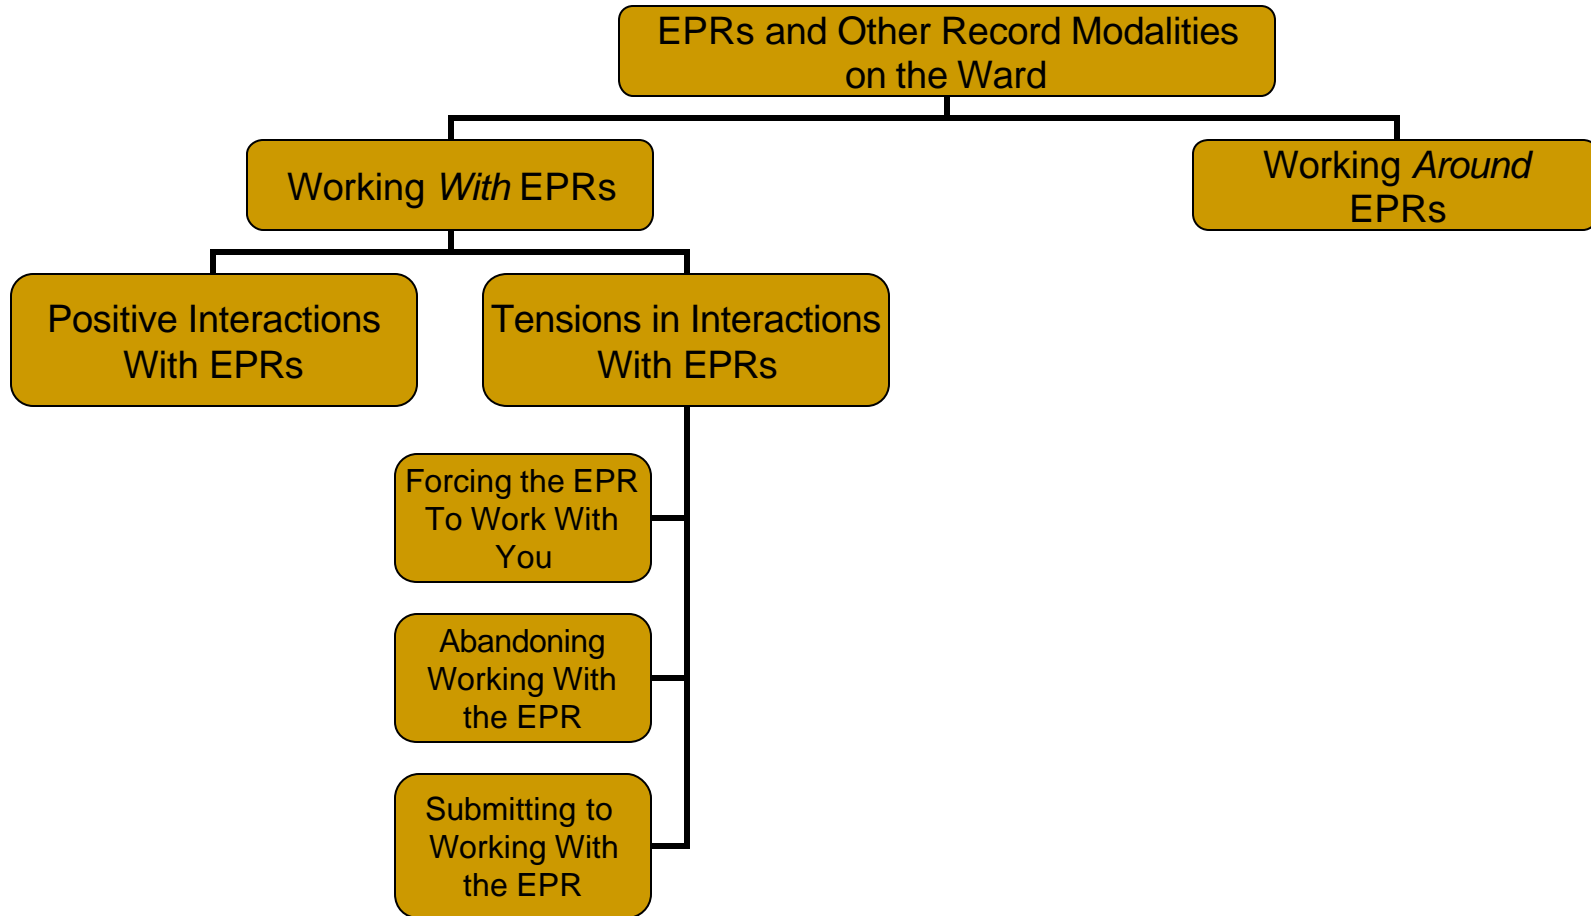 EPRs and Other Record Modalities
on the Ward
Working With EPRs
Working Around
EPRs
Positive Interactions
With EPRs
Tensions in Interactions
With EPRs
Forcing the EPR
To Work With
You
Abandoning
Working With
the EPR
Submitting to
Working With
the EPR